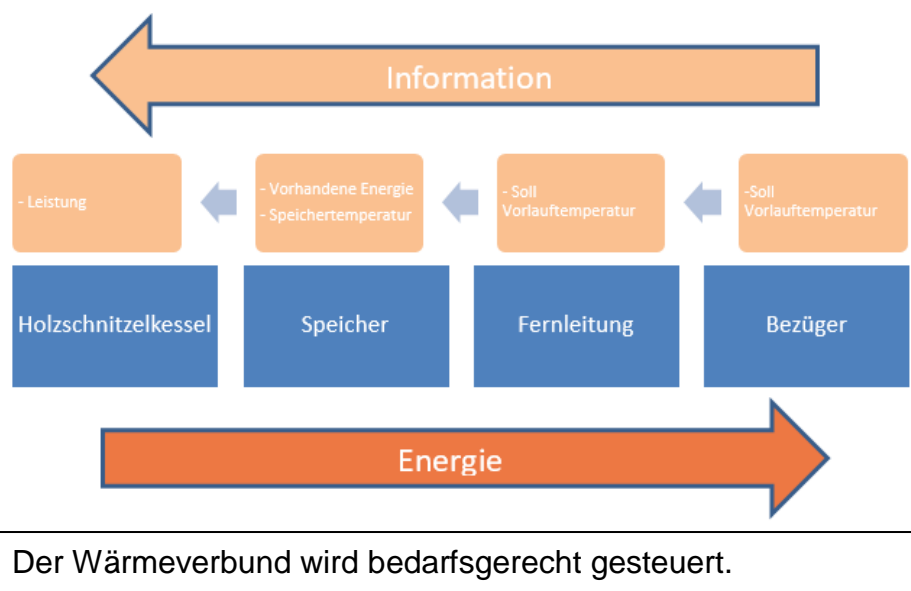 Information
- Leistung
- Vorhandene Energie
- Speichertemperatur
- Soll
Vorlauftemperatur
-Soll
Vorlauftemperatur
Holzschnitzelkessel
Speicher
Fernleitung
Bezüger
Energie
Der Wärmeverbund wird bedarfsgerecht gesteuert.